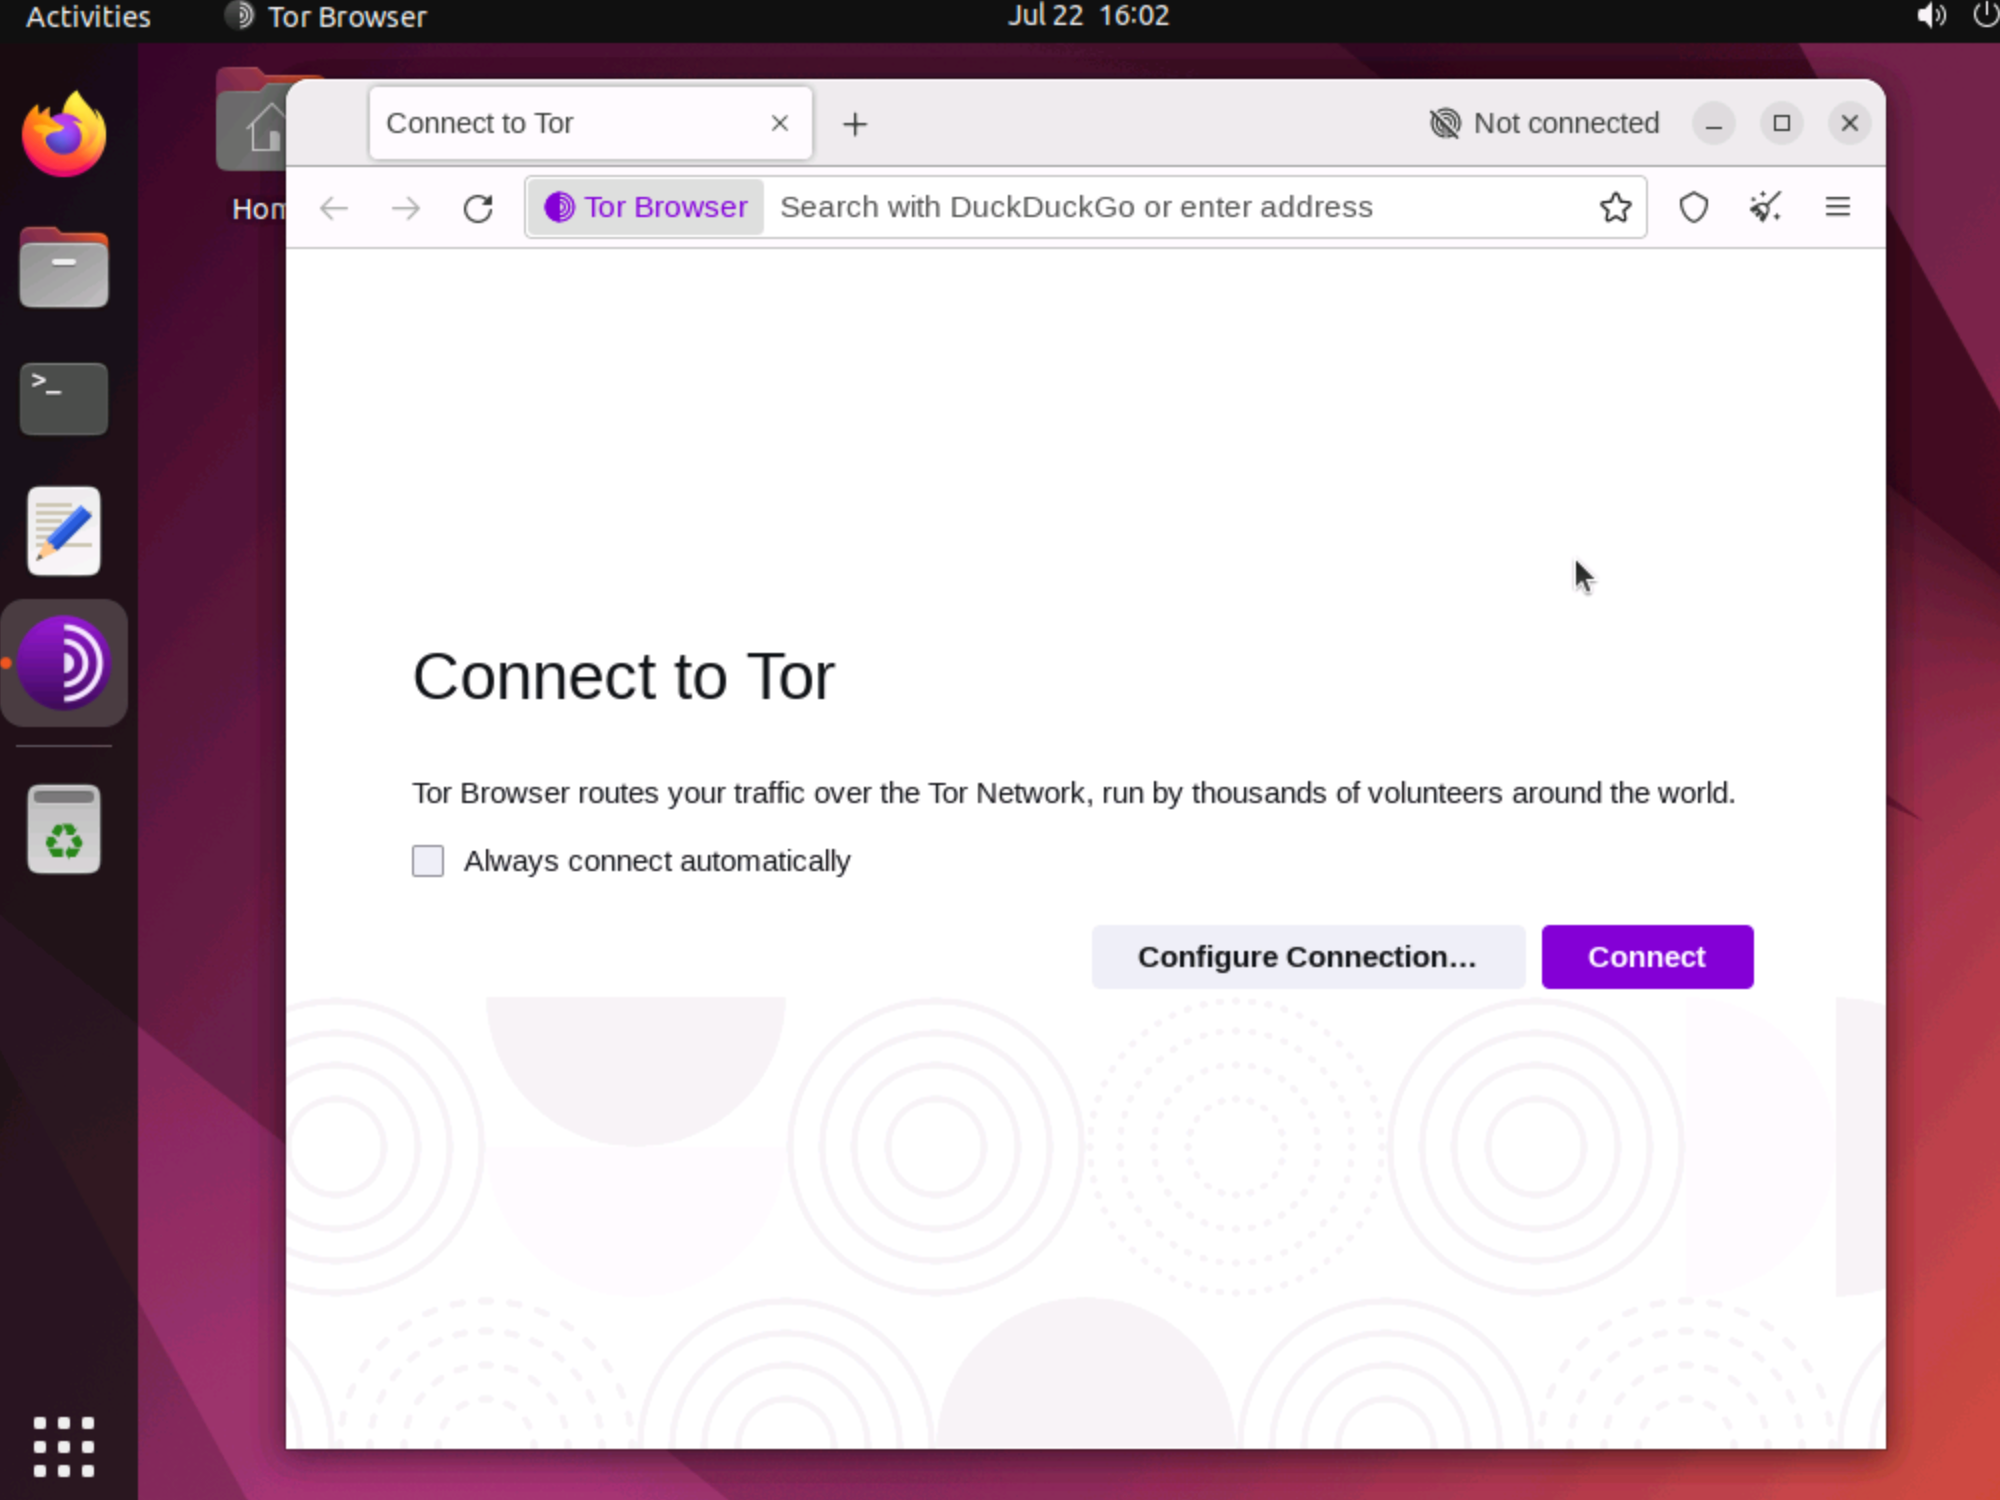 Activities
Tor Browser
Jul 22 16:02
Connect to Tor
Not connected
Tor Browser
Search with DuckDuckGo or enter address
>_
Connect to Tor
Tor Browser routes your traffic over the Tor Network, run by thousands of volunteers around the world.
Always connect automatically
Configure Connection...
Connect